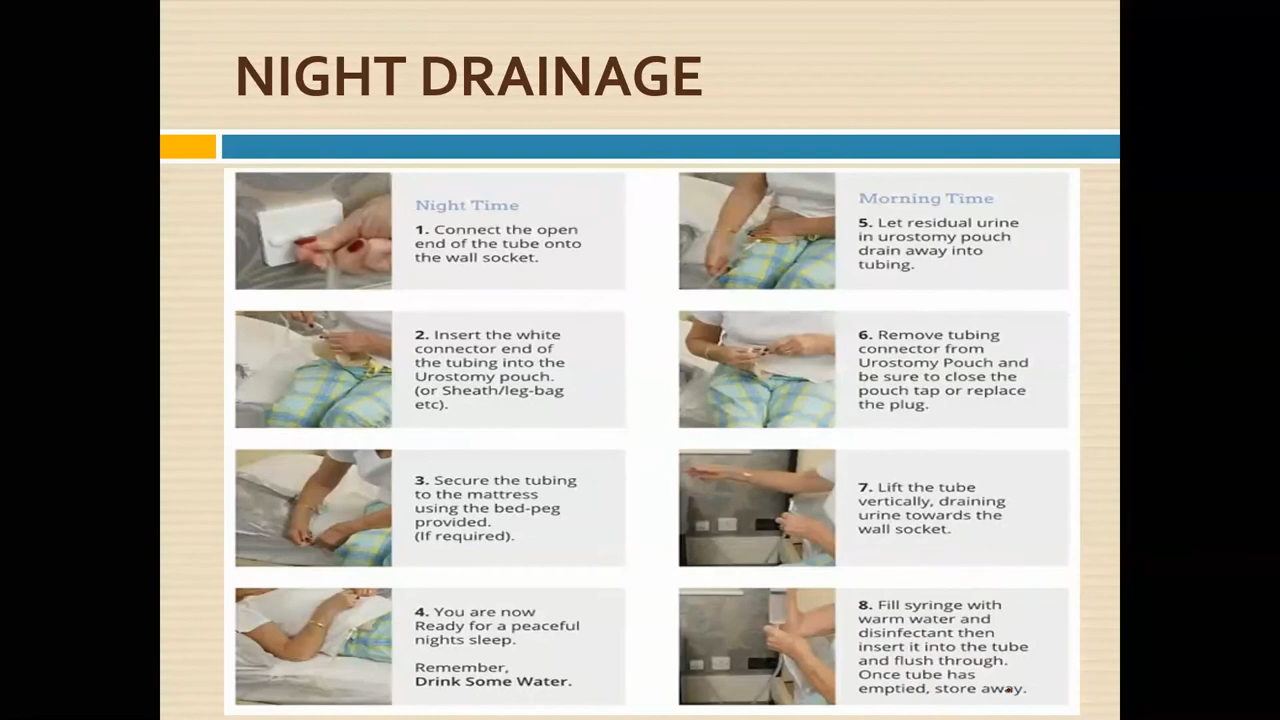 NIGHT DRAINAGE
Night Time
1. Connect the open
end of the tube onto
the wall socket.
2. Insert the white
connector end of
the tubing into the
Urostomy pouch.
(or Sheath/leg-bag
etc).
3. Secure the tubing
to the mattress
using the bed-peg
provided.
(If required).
4. You are now
Ready for a peaceful
nights sleep.
Remember,
Drink Some Water.
Morning Time
5. Let residual urine
in urostomy pouch
drain away into
tubing.
6. Remove tubing
connector from
Urostomy Pouch and
be sure to close the
pouch tap or replace
the plug.
7. Lift the tube
vertically, draining
urine towards the
wall socket.
8. Fill syringe with
warm water and
disinfectant then
insert it into the tube
and flush through.
Once tube has
emptied, store away.